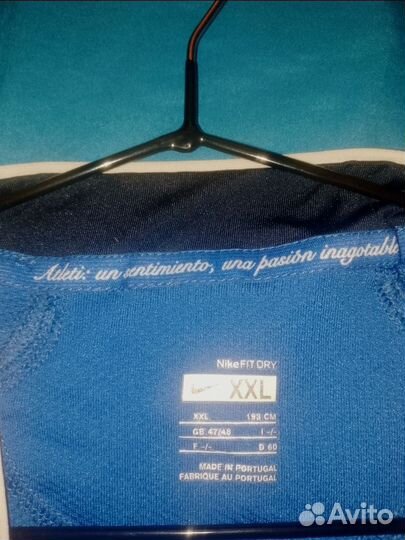 Atleti: un sentimiento, una pasión inagotable
NikeFIT DRY
XXL
XXL 193 CM
GB 47/48 I -/-
F -/- D 60
MADE IN PORTUGAL
FABRIQUE AU PORTUGAL
Avito